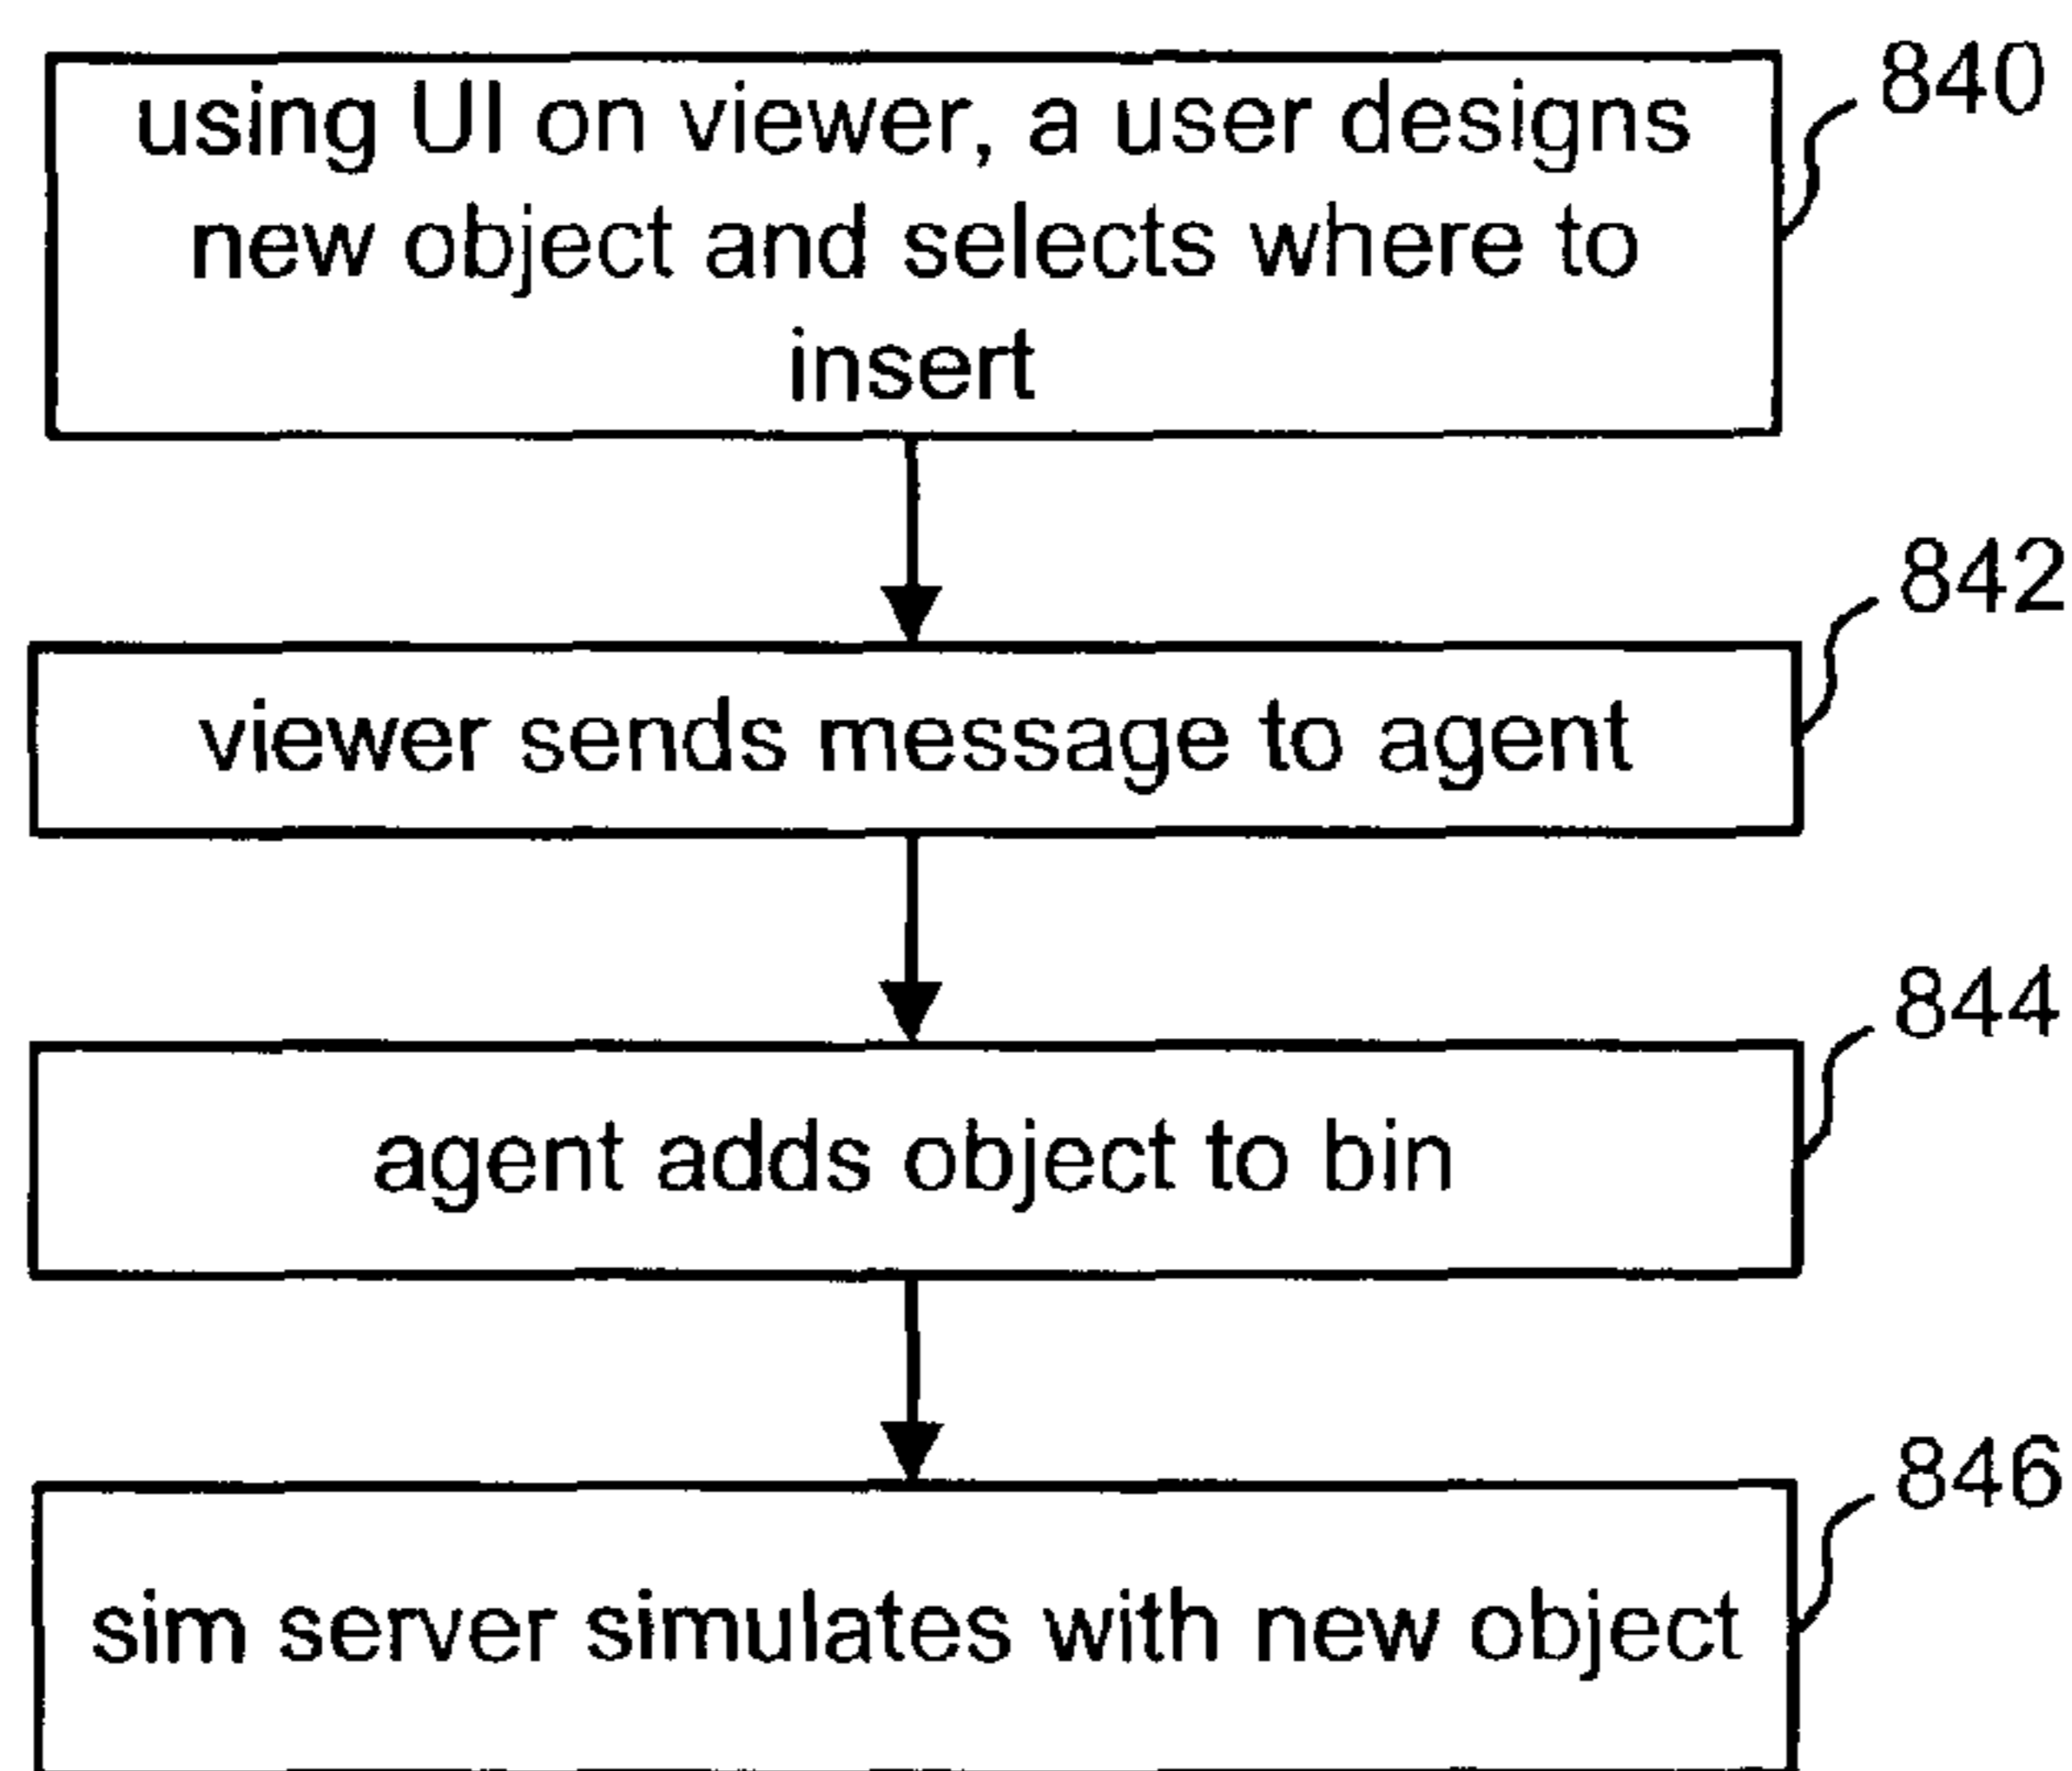 840
using UI on viewer, a user designs
new object and selects where to
insert
842
viewer sends message to agent
844
agent adds object to bin
846
sim server simulates with new object